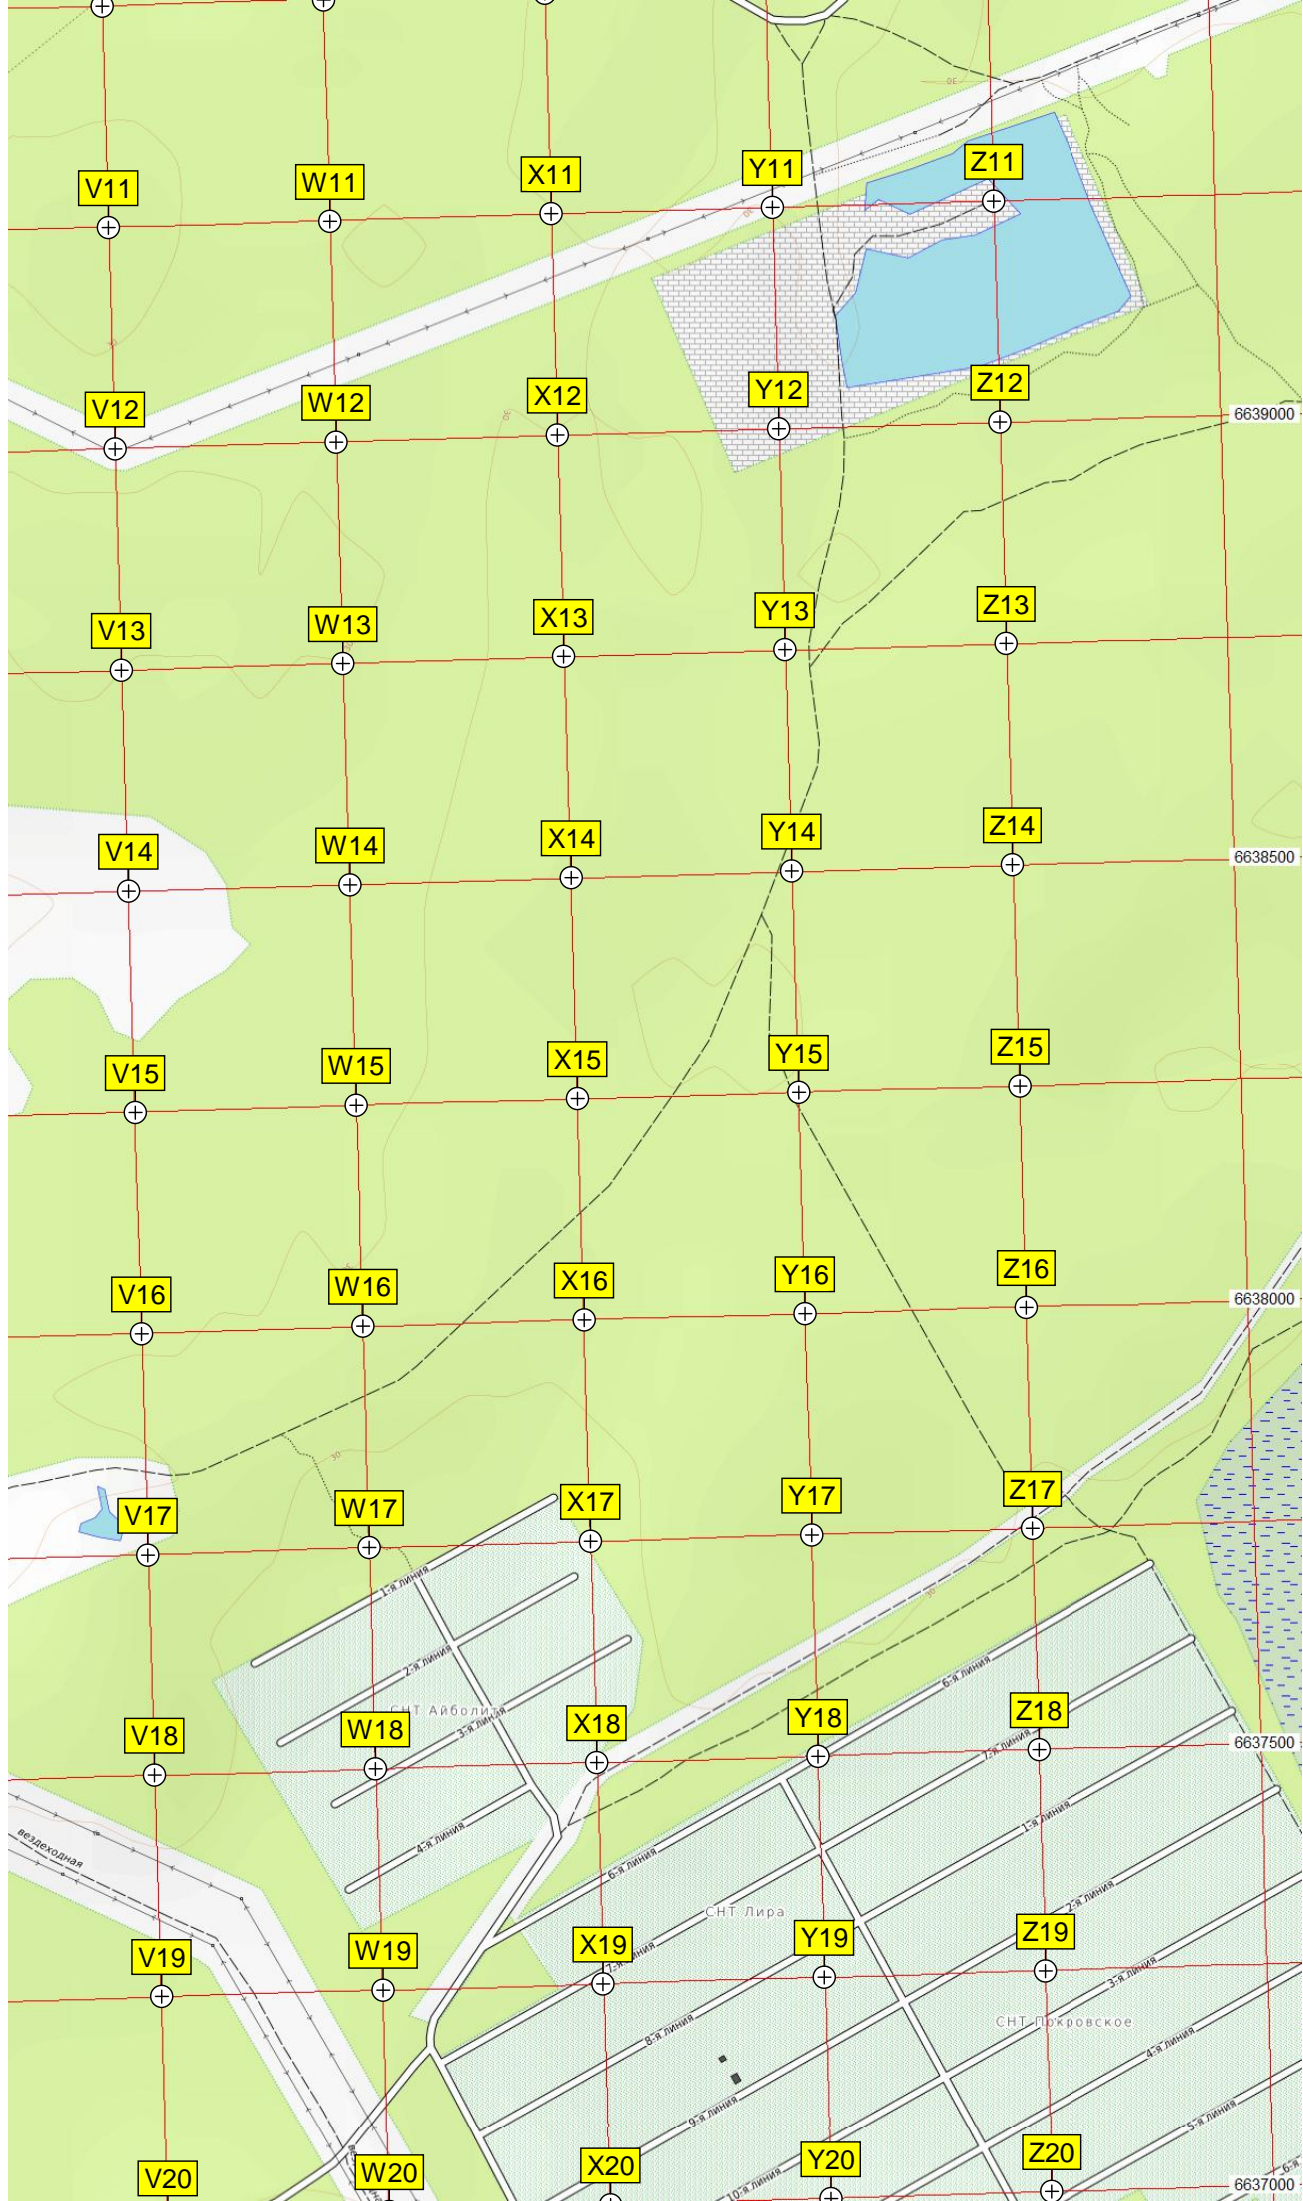 V11 W11 X11 Y11 Z11
V12 W12 X12 Y12 Z12
6639000
V13 W13 X13 Y13 Z13
V14 W14 X14 Y14 Z14
6638500
V15 W15 X15 Y15 Z15
V16 W16 X16 Y16 Z16
6638000
30
V17 W17 X17 Y17 Z17
1-я линия
30
2-я линия
6-я линия
СНТ Айболит
3-я линия
V18 W18 X18 Y18 Z18
7-я линия
6637500
1-я линия
вездеходная
4-я линия
6-я линия
2-я линия
СНТ Лира
V19 W19 X19 Y19 Z19
7-я линия
3-я линия
СНТ Покровское
8-я линия
4-я линия
9-я линия
5-я линия
V20 W20 X20 Y20 Z20
10-я линия
6-я
6637000